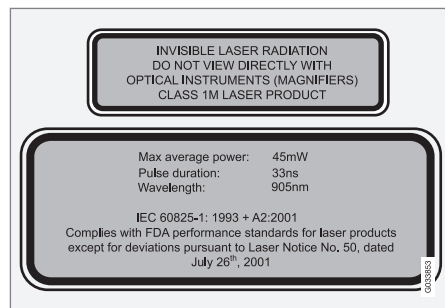 INVISIBLE LASER RADIATION
DO NOT VIEW DIRECTLY WITH
OPTICAL INSTRUMENTS (MAGNIFIERS)
CLASS 1M LASER PRODUCT
Max average power: 45mW
Pulse duration: 33ns
Wavelength: 905nm
IEC 60825-1: 1993 + A2:2001
Complies with FDA performance standards for laser products
except for deviations pursuant to Laser Notice No. 50, dated
July 26th, 2001
G033853